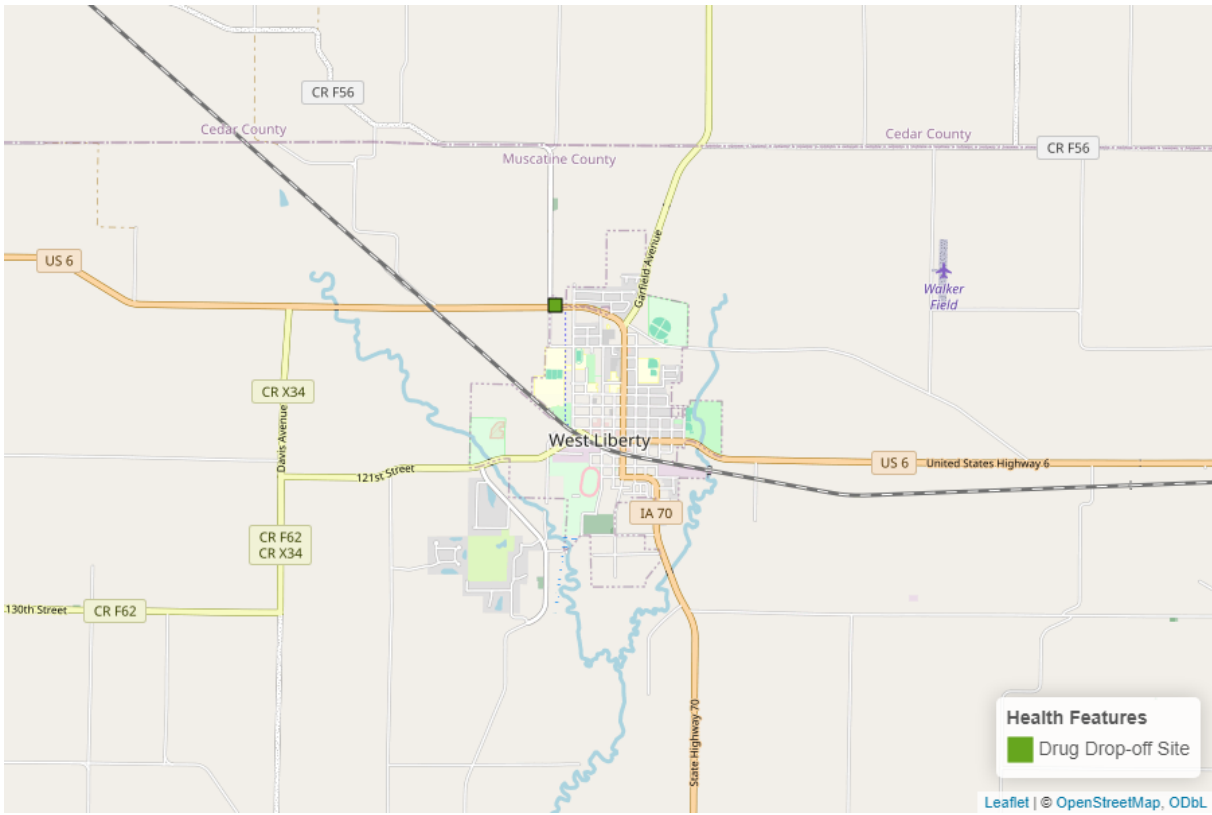 CR F56
Cedar County
Cedar County
Muscatine County
CR F56
US 6
Garfield Avenue
Walker
Field
CR X34
Davis Avenue
West Liberty
121st Street
US 6
United States Highway 6
IA 70
CR F62
CR X34
130th Street
CR F62
State Highway 70
Health Features
Drug Drop-off Site
Leaflet | © OpenStreetMap, ODbL